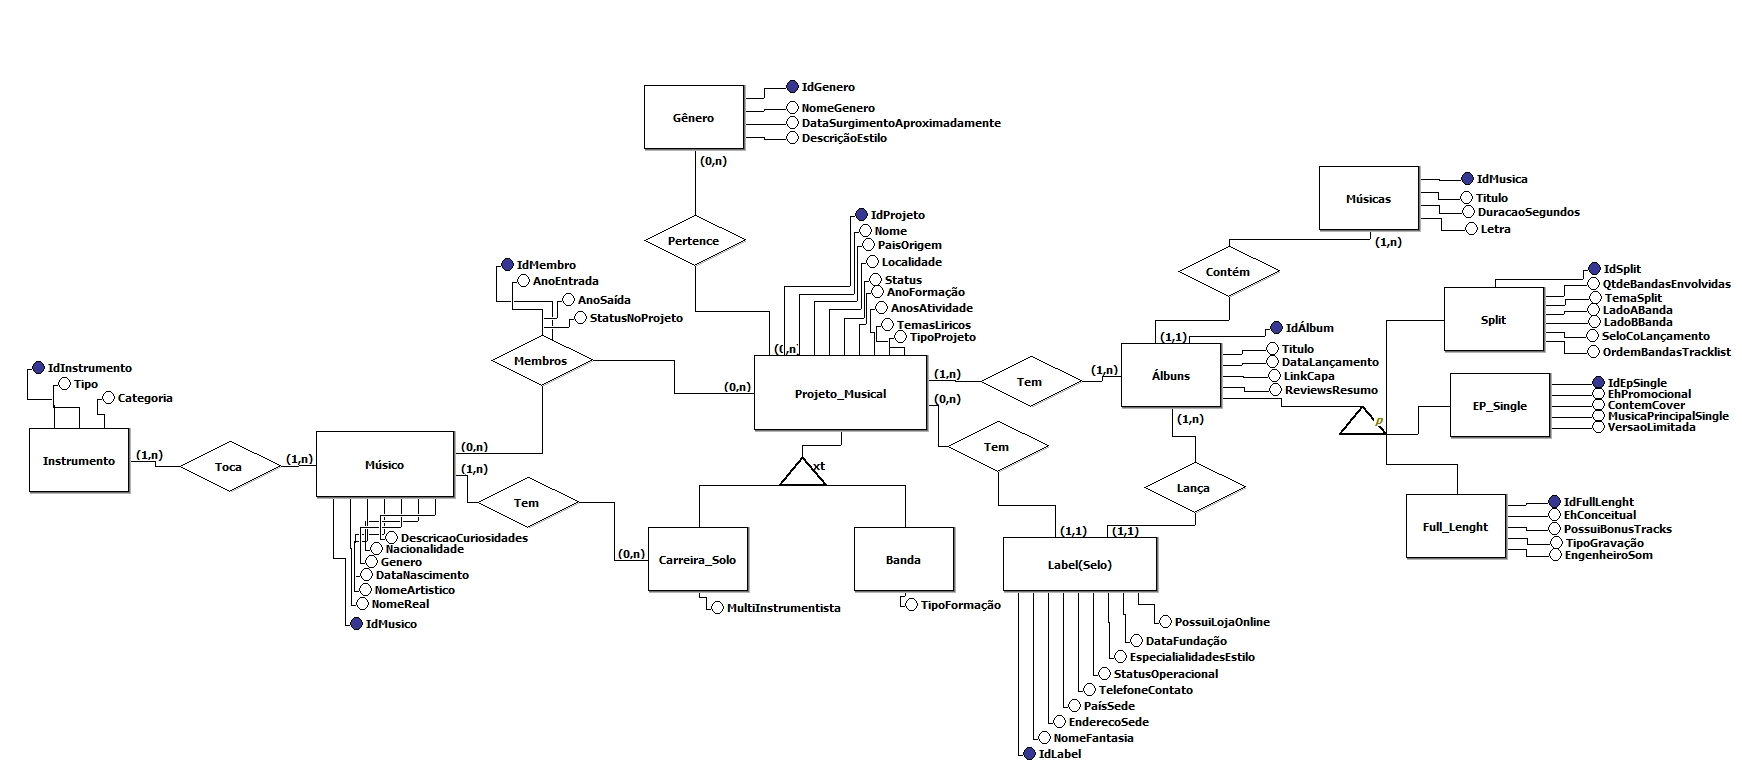 IdGenero
NomeGenero
DataSurgimentoAproximadamente
DescriçãoEstilo
Gênero
(0,n)
Pertence
IdProjeto
Nome
PaisOrigem
Localidade
Status
AnoFormação
AnosAtividade
TemasLiricos
TipoProjeto
(0,n)
Projeto_Musical
IdMembro
AnoEntrada
AnoSaída
StatusNoProjeto
Membros
(0,n)
(0,n)
IdInstrumento
Tipo
Categoria
Instrumento
(1,n)
Toca
(1,n)
Músico
(1,n)
Tem
(0,n)
DescricaoCuriosidades
Nacionalidade
Genero
DataNascimento
NomeArtistico
NomeReal
IdMusico
xt
Carreira_Solo
MultiInstrumentista
Banda
TipoFormação
(1,n)
Tem
(1,n)
(0,n)
Tem
(1,1)
Álbuns
IdÁlbum
Titulo
DataLançamento
LinkCapa
ReviewsResumo
(1,1)
Contém
(1,n)
Músicas
IdMusica
Titulo
DuracaoSegundos
Letra
(1,n)
Lança
(1,1)
Label(Selo)
PossuiLojaOnline
DataFundação
EspecialialidadesEstilo
StatusOperacional
TelefoneContato
PaísSede
EnderecoSede
NomeFantasia
IdLabel
p
Split
IdSplit
QtdeBandasEnvolvidas
TemaSplit
LadoABanda
LadoBBanda
SeloCoLançamento
OrdemBandasTracklist
EP_Single
IdEpSingle
EhPromocional
ContemCover
MusicaPrincipalSingle
VersaoLimitada
Full_Lenght
IdFullLenght
EhConceitual
PossuiBonusTracks
TipoGravação
EngenheiroSom